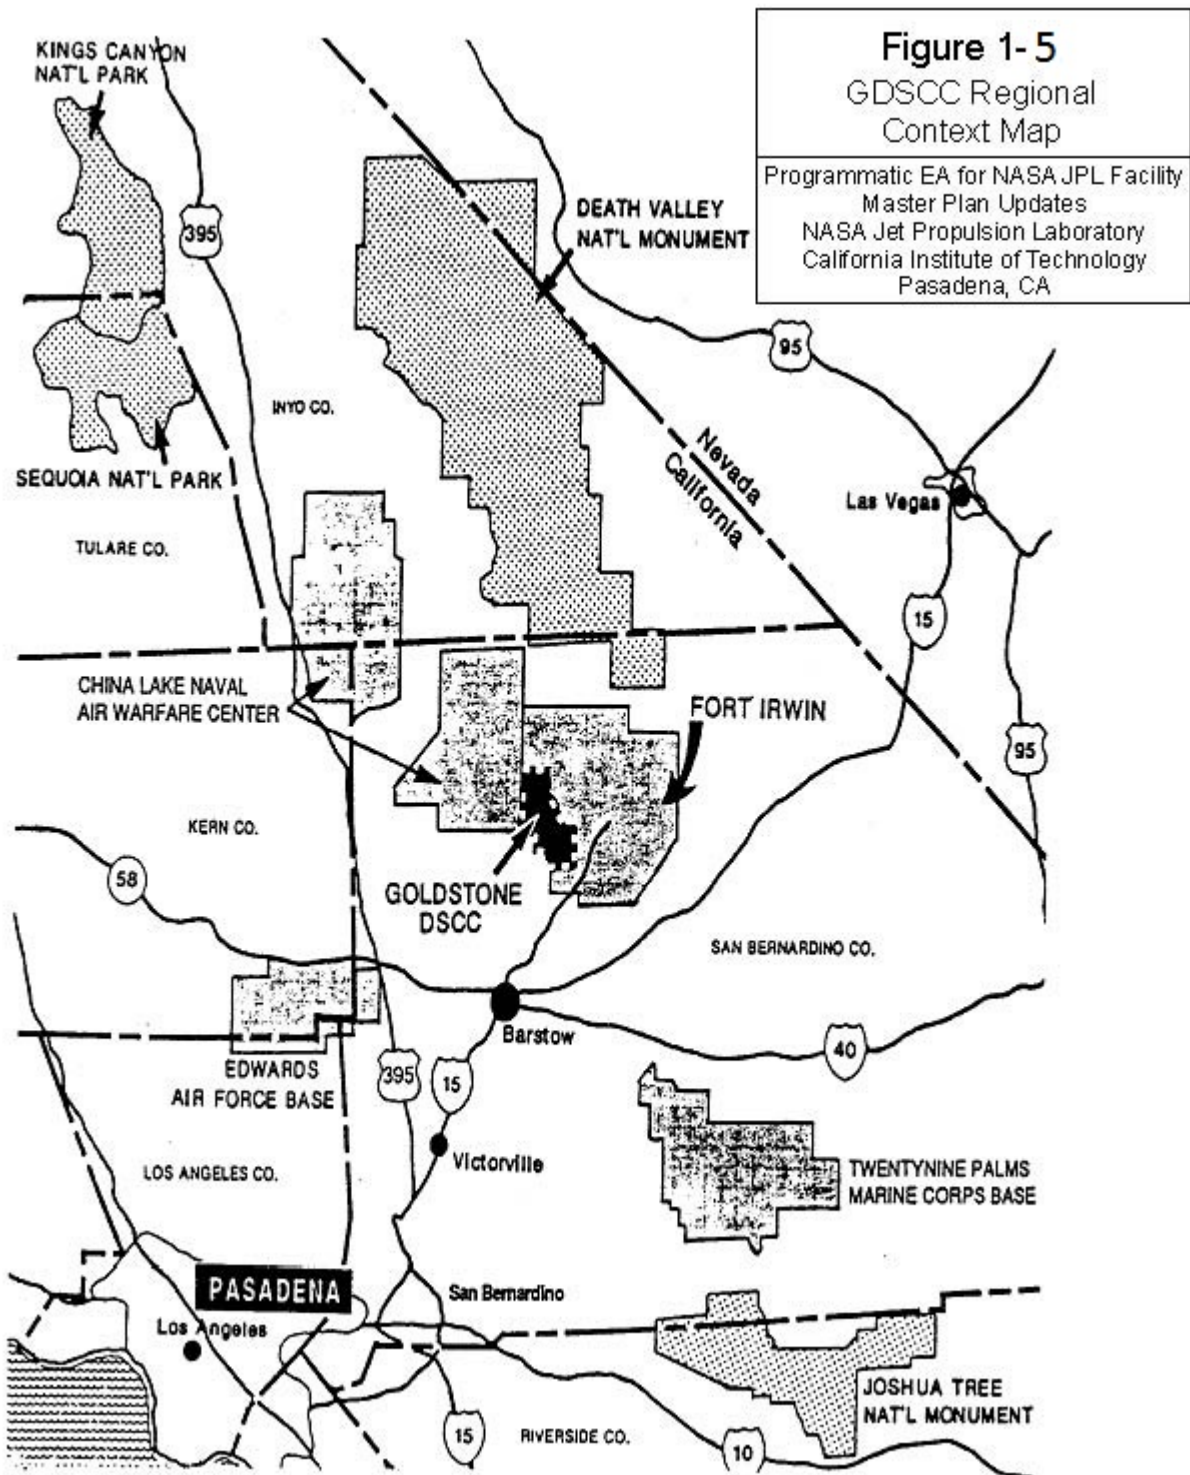 Figure 1-5
GDSCC Regional
Context Map
Programmatic EA for NASA JPL Facility
Master Plan Updates
NASA Jet Propulsion Laboratory
California Institute of Technology
Pasadena, CA
KINGS CANYON
NAT'L PARK
395
DEATH VALLEY
NAT'L MONUMENT
95
INYO CO.
Nevada
California
SEQUOIA NAT'L PARK
Las Vegas
TULARE CO.
15
CHINA LAKE NAVAL
AIR WARFARE CENTER
FORT IRWIN
95
KERN CO.
58
GOLDSTONE
DSCC
SAN BERNARDINO CO.
Barstow
40
EDWARDS
AIR FORCE BASE
395
15
Victorville
LOS ANGELES CO.
TWENTYNINE PALMS
MARINE CORPS BASE
PASADENA
San Bernardino
Los Angeles
JOSHUA TREE
NAT'L MONUMENT
15
RIVERSIDE CO.
10